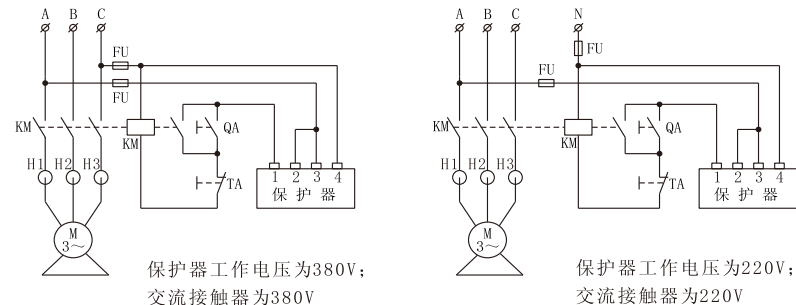 A B C
FU
FU
KM
KM
QA
H1 H2 H3
TA
1 2 3 4
保护器
M
3～
保护器工作电压为380V；
交流接触器为380V
A B C N
FU
FU
KM
KM
QA
H1 H2 H3
TA
1 2 3 4
保护器
M
3～
保护器工作电压为220V；
交流接触器为220V